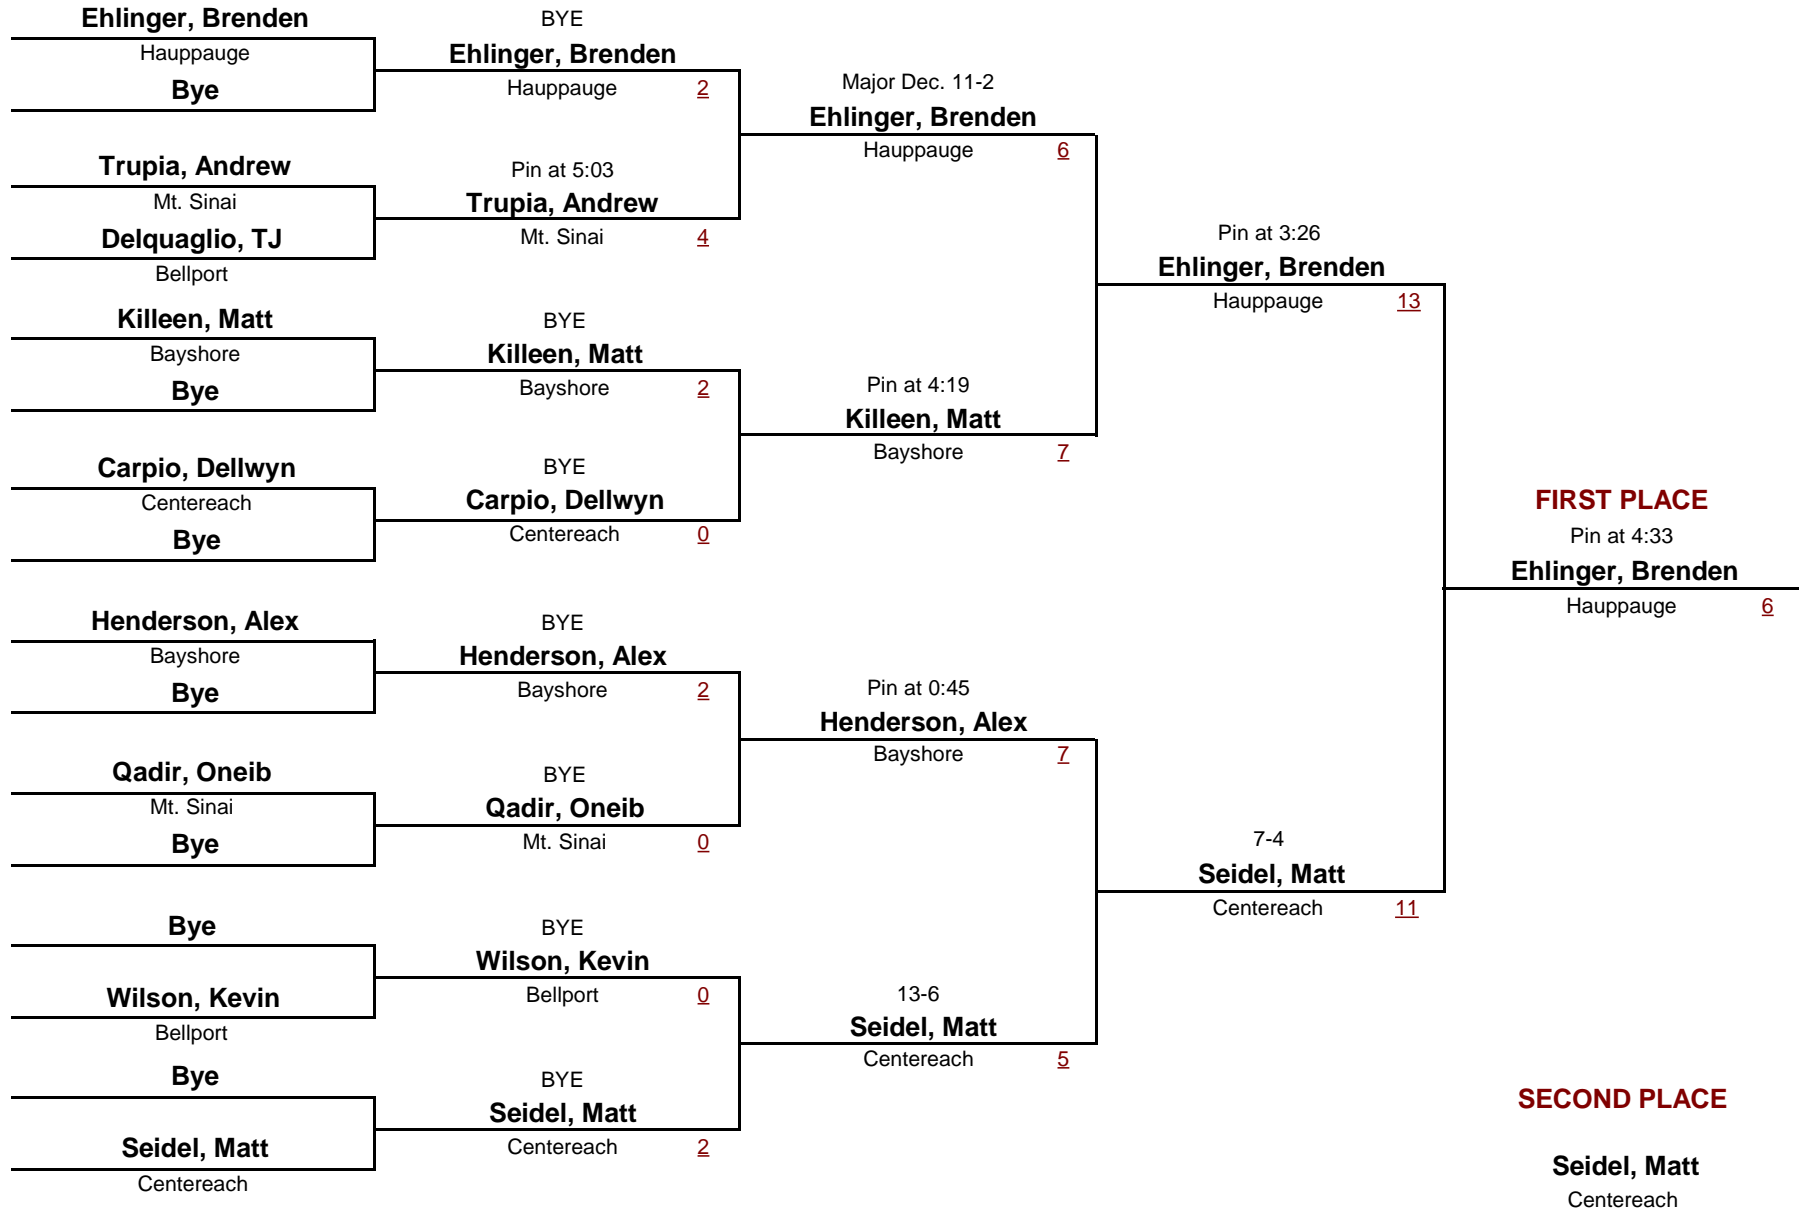 Ehlinger, Brenden
Hauppauge
Bye
Trupia, Andrew
Mt. Sinai
Delquaglio, TJ
Bellport
Killeen, Matt
Bayshore
Bye
Carpio, Dellwyn
Centereach
Bye
Henderson, Alex
Bayshore
Bye
Qadir, Oneib
Mt. Sinai
Bye
Bye
Wilson, Kevin
Bellport
Bye
Seidel, Matt
Centereach
BYE
Ehlinger, Brenden
Hauppauge 2
Pin at 5:03
Trupia, Andrew
Mt. Sinai 4
BYE
Killeen, Matt
Bayshore 2
BYE
Carpio, Dellwyn
Centereach 0
BYE
Henderson, Alex
Bayshore 2
BYE
Qadir, Oneib
Mt. Sinai 0
BYE
Wilson, Kevin
Bellport 0
BYE
Seidel, Matt
Centereach 2
Major Dec. 11-2
Ehlinger, Brenden
Hauppauge 6
Pin at 4:19
Killeen, Matt
Bayshore 7
Pin at 0:45
Henderson, Alex
Bayshore 7
13-6
Seidel, Matt
Centereach 5
Pin at 3:26
Ehlinger, Brenden
Hauppauge 13
7-4
Seidel, Matt
Centereach 11
FIRST PLACE
Pin at 4:33
Ehlinger, Brenden
Hauppauge 6
SECOND PLACE
Seidel, Matt
Centereach